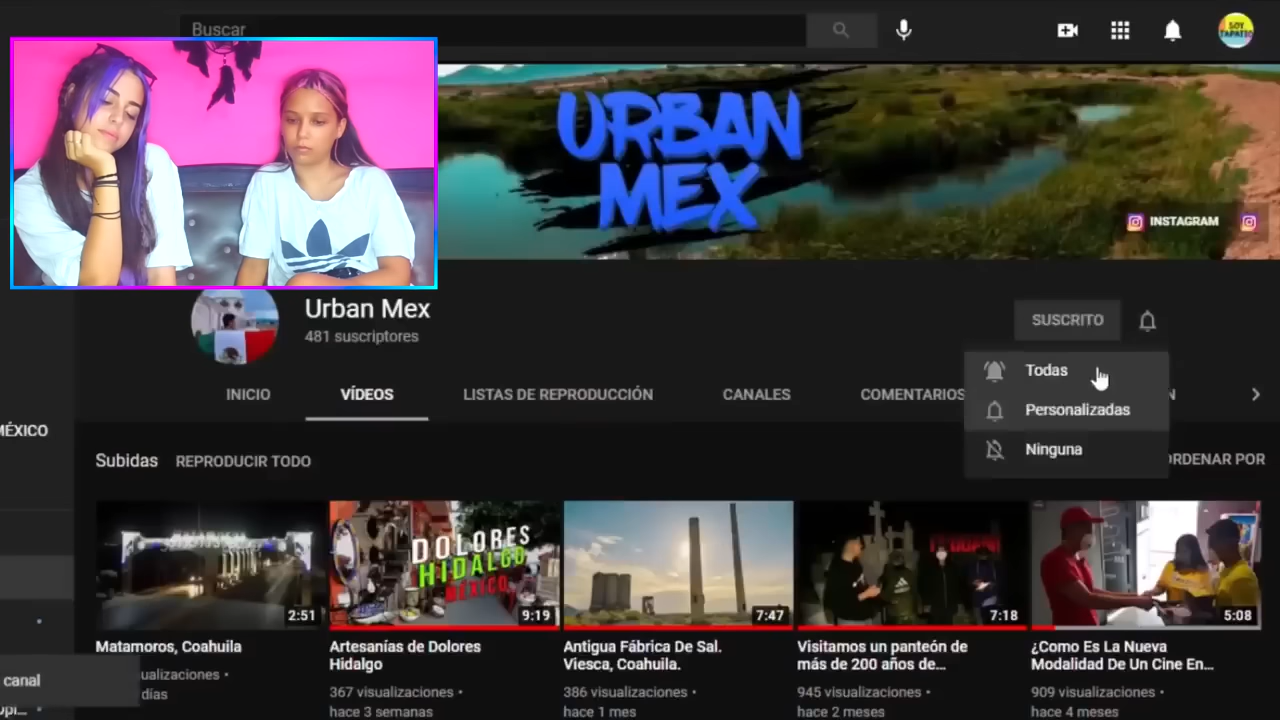 Buscar
SOY
TAPATIO
URBAN
MEX
INSTAGRAM
Urban Mex
481 suscriptores
SUSCRITO
Todas
Personalizadas
Ninguna
INICIO
VÍDEOS
LISTAS DE REPRODUCCIÓN
CANALES
COMENTARIOS
N
MÉXICO
Subidas
REPRODUCIR TODO
ORDENAR POR
2:51
DOLORES
HIDALGO
MÉXICO
9:19
7:47
7:18
5:08
Matamoros, Coahuila
ualizaciones •
días
Artesanías de Dolores
Hidalgo
367 visualizaciones •
hace 3 semanas
Antigua Fábrica De Sal.
Viesca, Coahuila.
386 visualizaciones •
hace 1 mes
Visitamos un panteón de
más de 200 años de...
945 visualizaciones •
hace 2 meses
¿Como Es La Nueva
Modalidad De Un Cine En...
909 visualizaciones •
hace 4 meses
canal